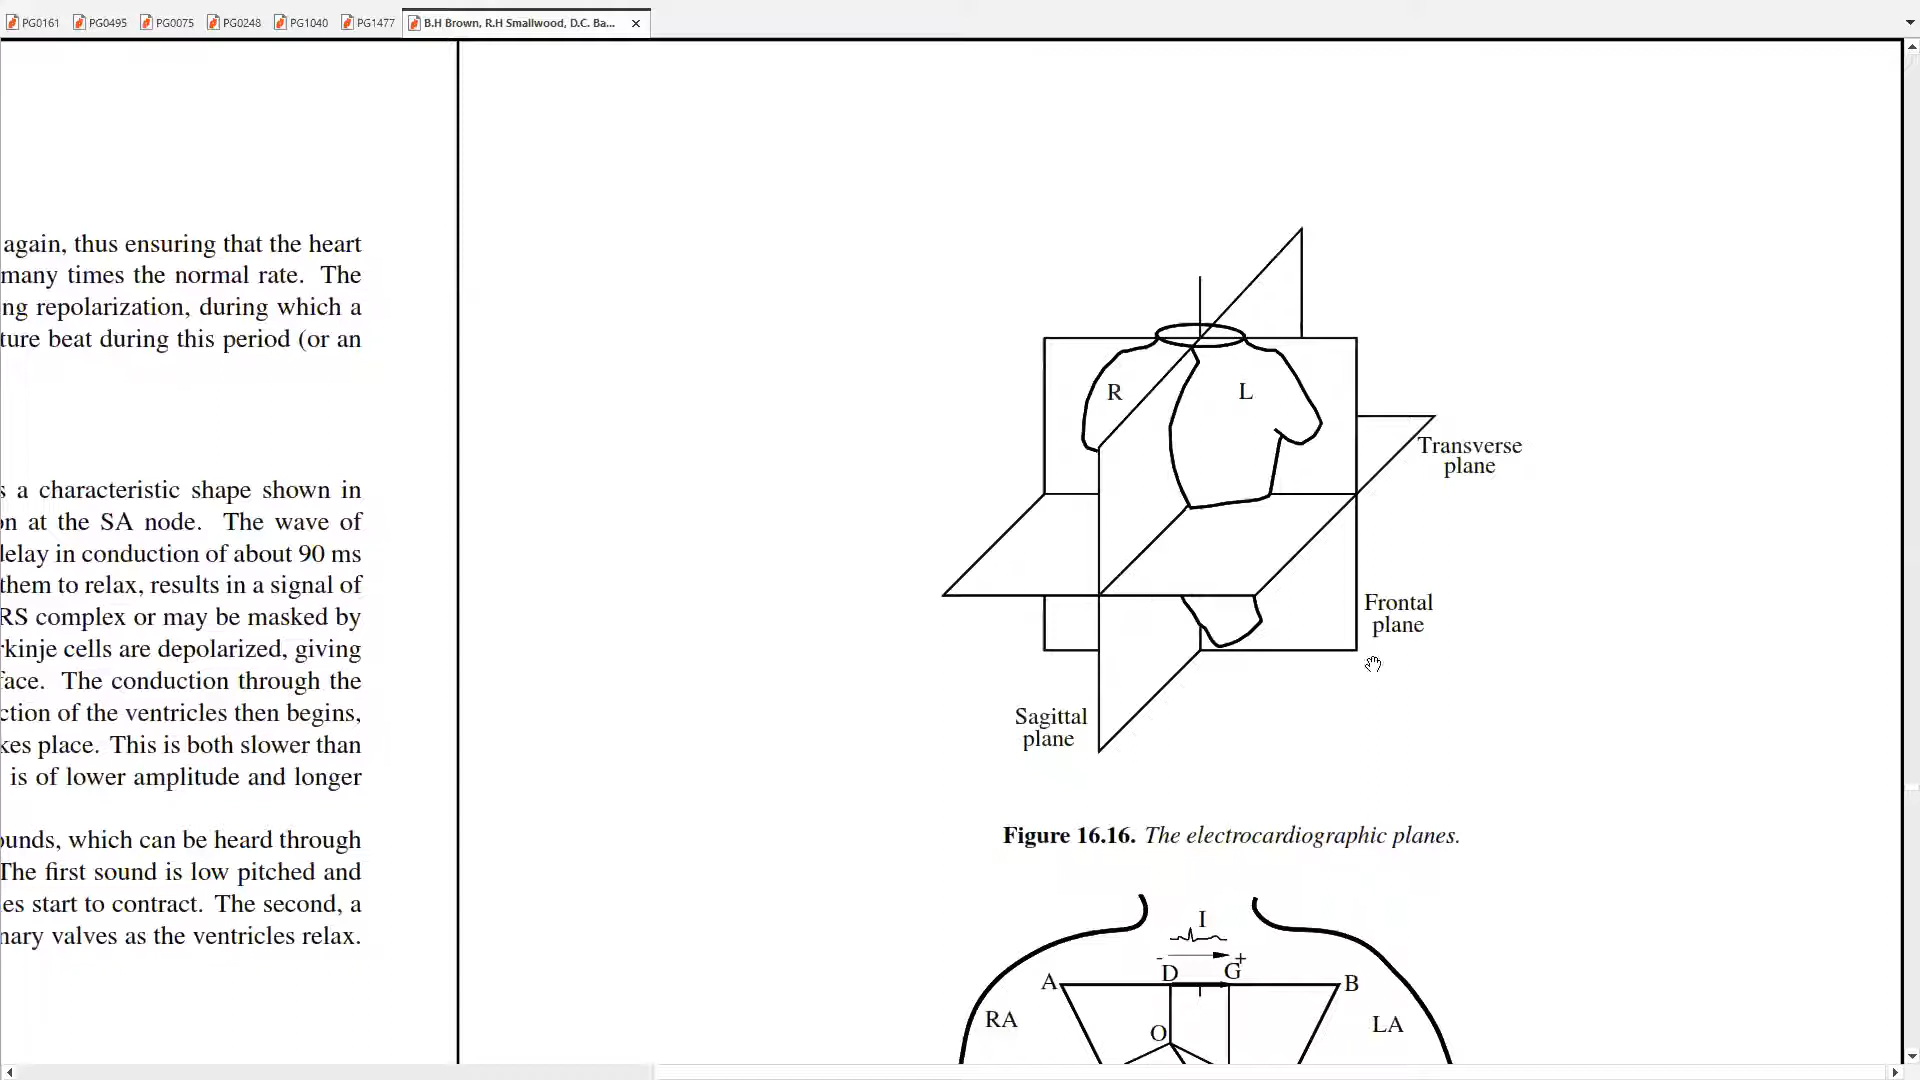 PG0161 PG0495 PG0075 PG0248 PG1040 PG1477 B.H Brown, R.H Smallwood, D.C. Ba...
again, thus ensuring that the heart
many times the normal rate. The
ng repolarization, during which a
ture beat during this period (or an
s a characteristic shape shown in
on at the SA node. The wave of
delay in conduction of about 90 ms
them to relax, results in a signal of
RS complex or may be masked by
rkinje cells are depolarized, giving
face. The conduction through the
ction of the ventricles then begins,
kes place. This is both slower than
is of lower amplitude and longer
ounds, which can be heard through
The first sound is low pitched and
es start to contract. The second, a
nary valves as the ventricles relax.
R L
Transverse
plane
Frontal
plane
Sagittal
plane
Figure 16.16. The electrocardiographic planes.
I
- +
D G
A B
RA LA
O